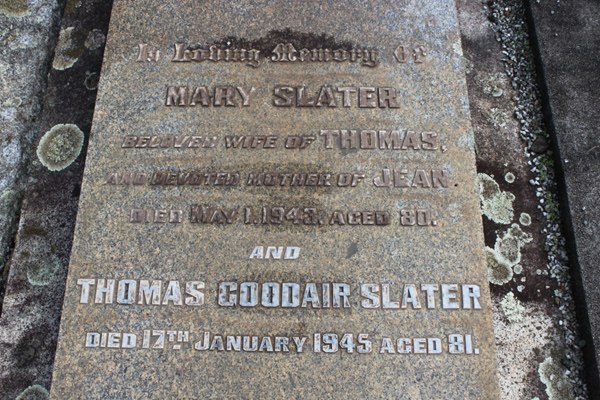 In Loving Memory Of
MARY SLATER
BELOVED WIFE OF THOMAS,
AND DEVOTED MOTHER OF JEAN
DIED MAY 1, 1943, AGED 80.
AND
THOMAS GOODAIR SLATER
DIED 17TH JANUARY 1945 AGED 81.